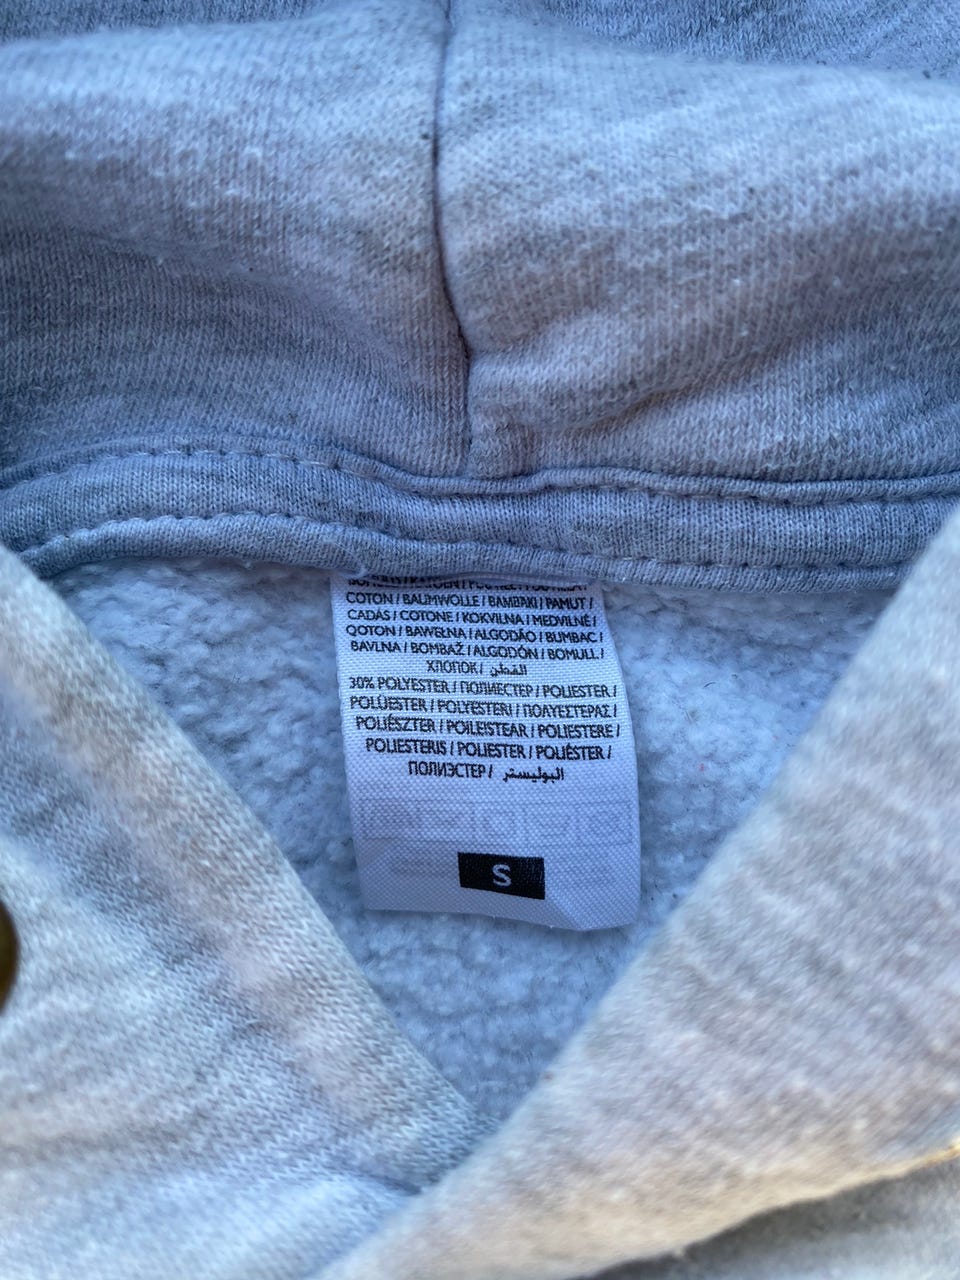 COTON / BAUMWOLLE / BAMBAKI / PAMUT /
CADÁS / COTONE / KOKVILNA / MEDVILNĖ /
QOTON / BAWEŁNA / ALGODÃO / BUMBAC /
BAVLNA / BOMBAŽ / ALGODÓN / BOMULL /
ХЛОПОК / القطن
30% POLYESTER / ПОЛИЕСТЕР / POLIESTER /
POLÜESTER / POLYESTERI / ΠΟΛΥΕΣΤΕΡΑΣ /
POLIÉSZTER / POILEISTEAR / POLIESTERE /
POLIESTERIS / POLIESTER / POLIÉSTER /
ПОЛИЭСТЕР / البوليستر
S